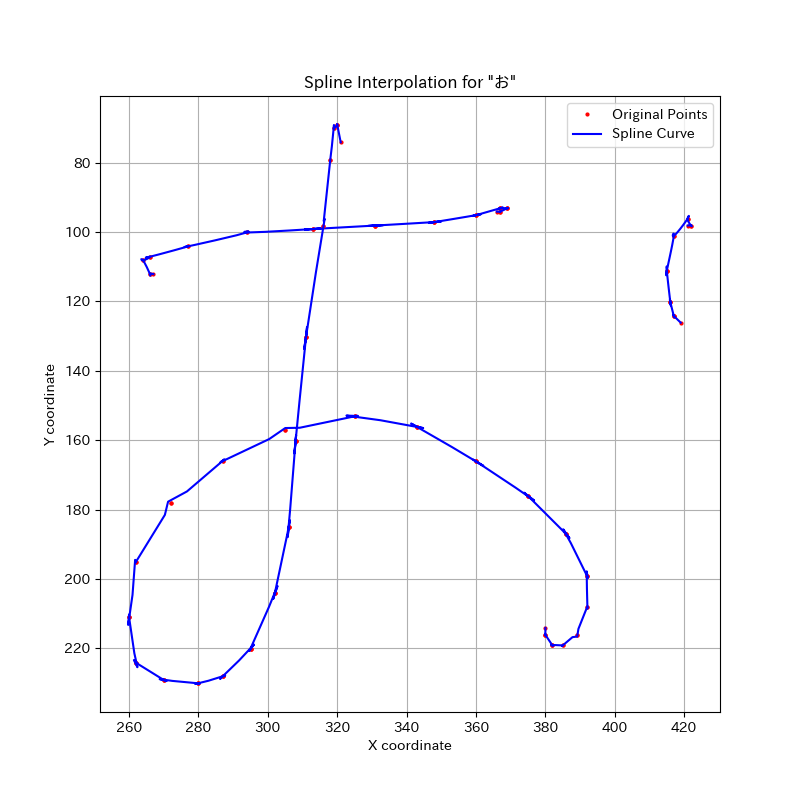 Spline Interpolation for "お"
Original Points
Spline Curve
80
100
120
140
160
180
200
220
Y coordinate
260 280 300 320 340 360 380 400 420
X coordinate
お